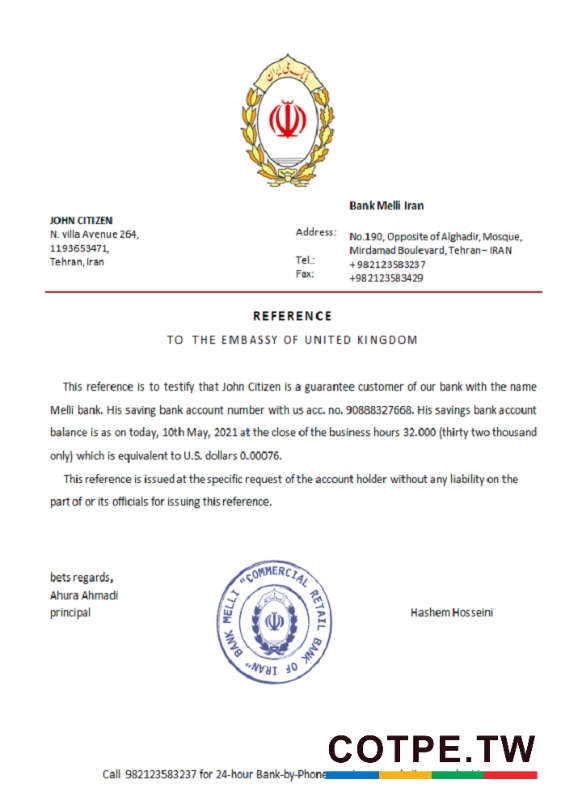 بانک ملی ایران
Bank Melli Iran
JOHN CITIZEN
N. villa Avenue 264,
1193653471,
Tehran, Iran
Address: No.190, Opposite of Alghadir, Mosque,
Mirdamad Boulevard, Tehran– IRAN
Tel.: +982123583237
Fax: +982123583429
REFERENCE
TO THE EMBASSY OF UNITED KINGDOM
This reference is to testify that John Citizen is a guarantee customer of our bank with the name
Melli bank. His saving bank account number with us acc. no. 90888327668. His savings bank account
balance is as on today, 10th May, 2021 at the close of the business hours 32.000 (thirty two thousand
only) which is equivalent to U.S. dollars 0.00076.
This reference is issued at the specific request of the account holder without any liability on the
part of or its officials for issuing this reference.
bets regards,
Ahura Ahmadi
principal
Hashem Hosseini
BANK MELLI "COMMERCIAL RETAIL BANK OF IRAN"
COTPE.TW
Call 982123583237 for 24-hour Bank-by-Phone